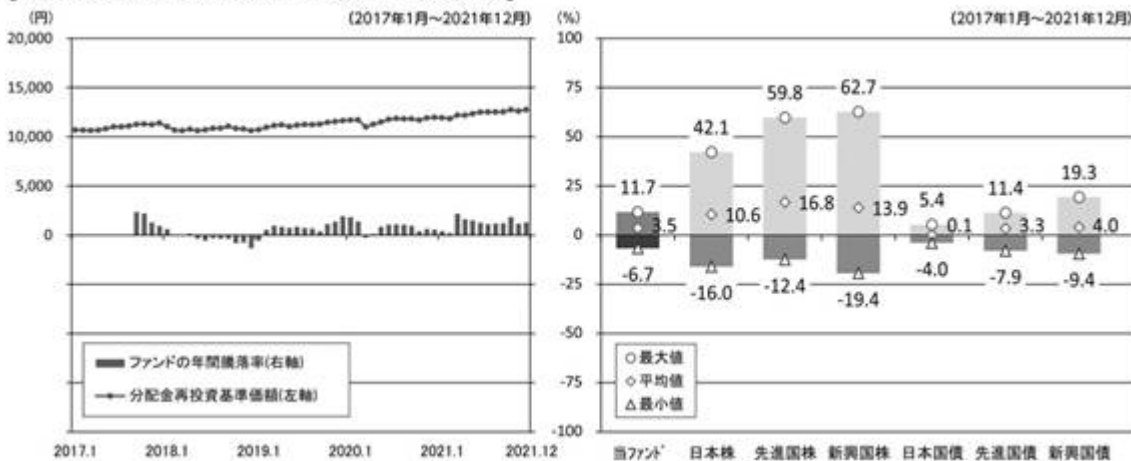 (円)
(2017年1月～2021年12月)
20,000
15,000
10,000
5,000
0
ファンドの年間騰落率(右軸)
分配金再投資基準価額(左軸)
2017.1 2018.1 2019.1 2020.1 2021.1 2021.12
(%)
(2017年1月～2021年12月)
100
75
50
25
0
-25
-50
-75
-100
11.7 3.5 -6.7
42.1 10.6 -16.0
59.8 16.8 -12.4
62.7 13.9 -19.4
5.4 0.1 -4.0
11.4 3.3 -7.9
19.3 4.0 -9.4
最大値
平均値
最小値
当ファンド 日本株 先進国株 新興国株 日本国債 先進国債 新興国債